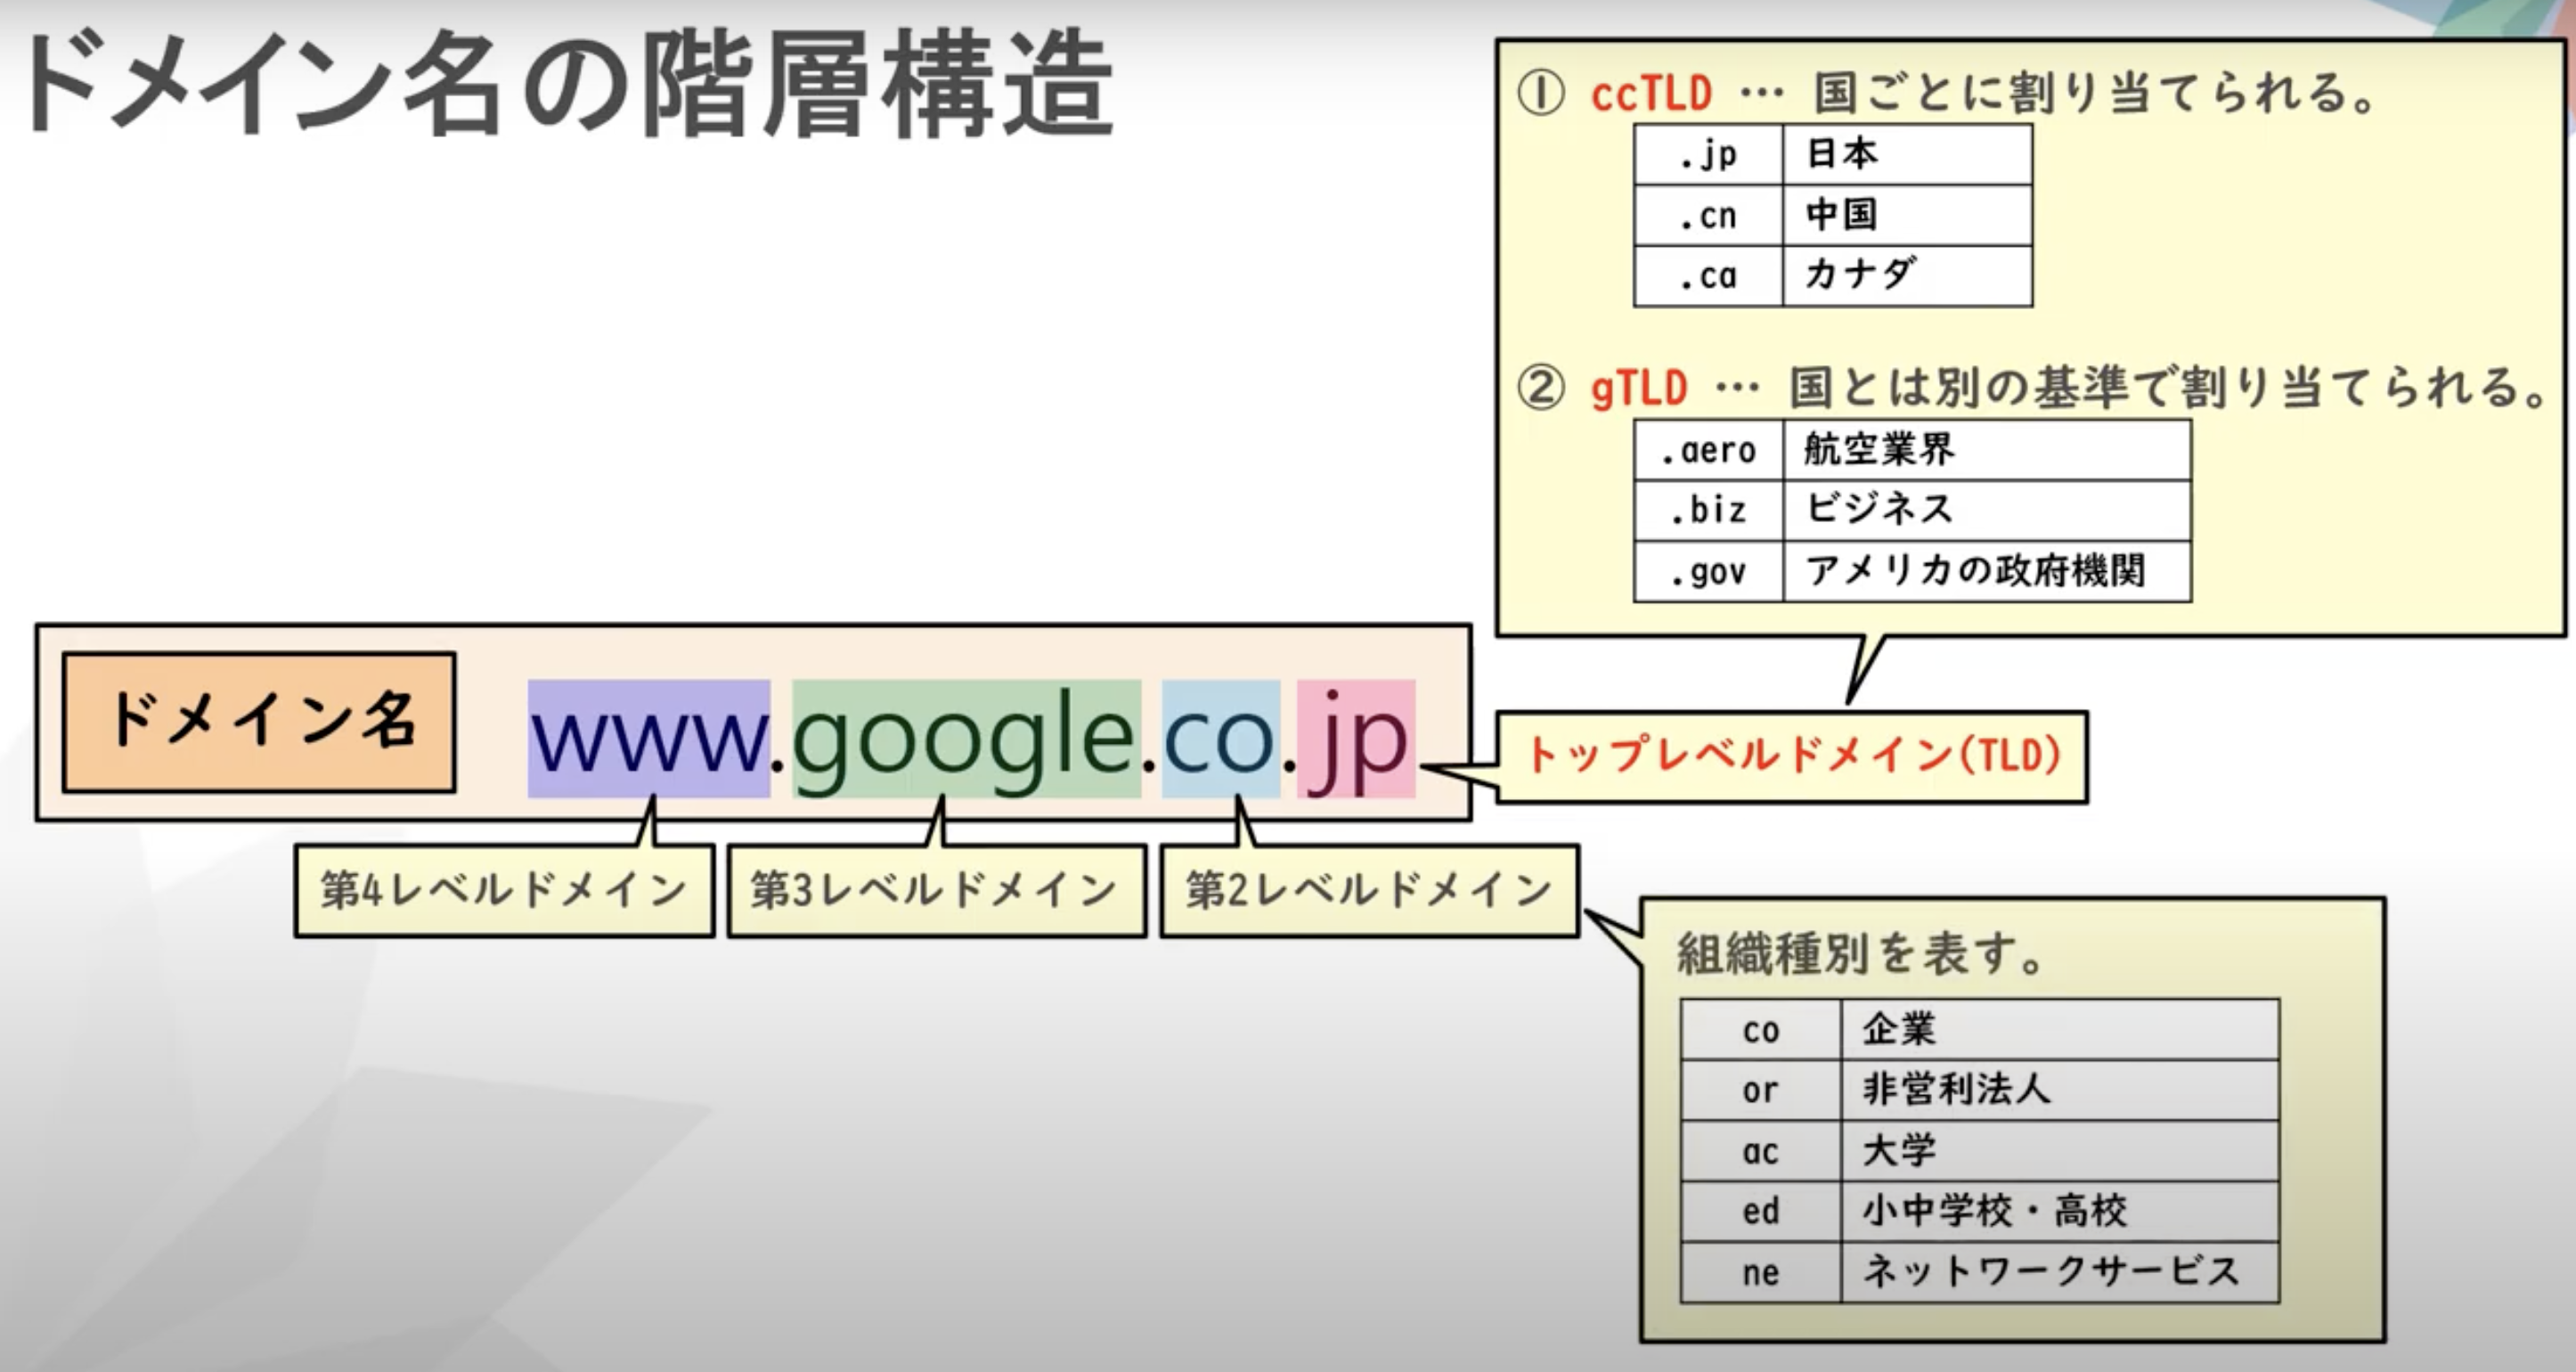 ドメイン名の階層構造
① ccTLD … 国ごとに割り当てられる。
.jp 日本
.cn 中国
.ca カナダ
② gTLD … 国とは別の基準で割り当てられる。
.aero 航空業界
.biz ビジネス
.gov アメリカの政府機関
ドメイン名 www.google.co.jp
トップレベルドメイン(TLD)
第4レベルドメイン 第3レベルドメイン 第2レベルドメイン
組織種別を表す。
co 企業
or 非営利法人
ac 大学
ed 小中学校・高校
ne ネットワークサービス